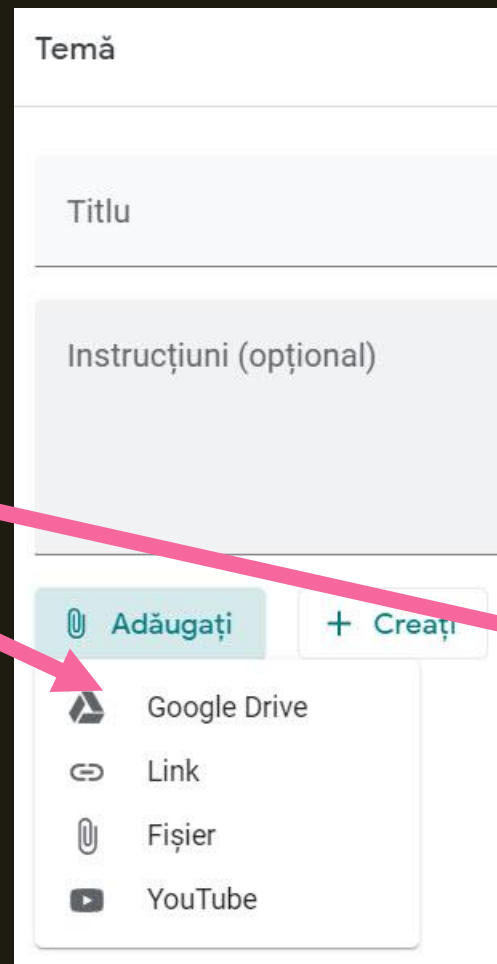 Temă
Titlu
Instrucțiuni (opțional)
Adăugați + Creați
Google Drive
Link
Fișier
YouTube